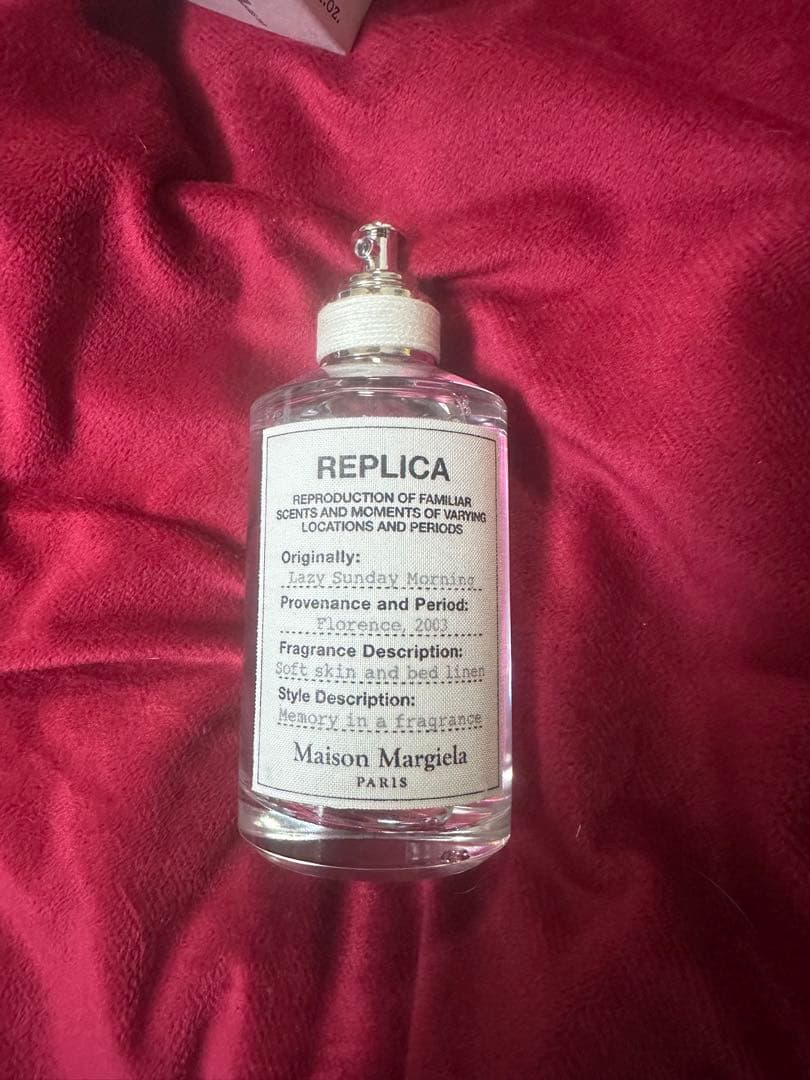 .02.
REPLICA
REPRODUCTION OF FAMILIAR
SCENTS AND MOMENTS OF VARYING
LOCATIONS AND PERIODS
Originally:
Lazy Sunday Morning
Provenance and Period:
Florence, 2003
Fragrance Description:
Soft skin and bed linen
Style Description:
Memory in a fragrance
Maison Margiela
PARIS